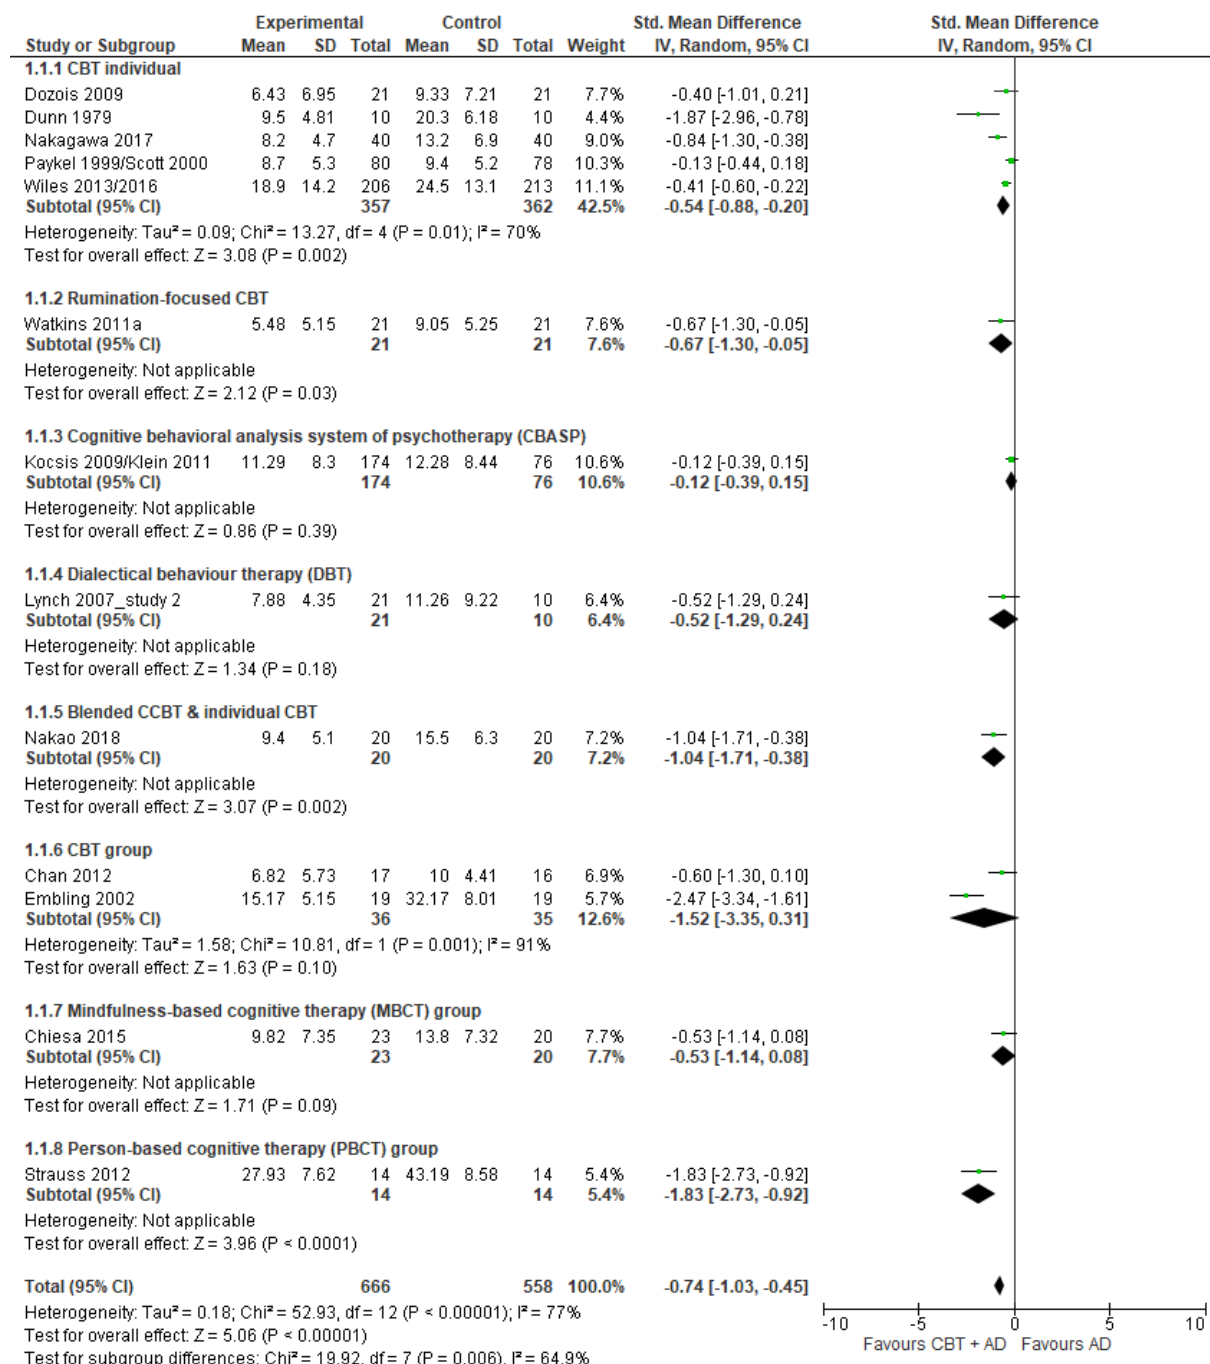 Experimental Control Std. Mean Difference Std. Mean Difference
Study or Subgroup Mean SD Total Mean SD Total Weight IV, Random, 95% CI IV, Random, 95% CI
1.1.1 CBT individual
Dozois 2009 6.43 6.95 21 9.33 7.21 21 7.7% -0.40 [-1.01, 0.21]
Dunn 1979 9.5 4.81 10 20.3 6.18 10 4.4% -1.87 [-2.96, -0.78]
Nakagawa 2017 8.2 4.7 40 13.2 6.9 40 9.0% -0.84 [-1.30, -0.38]
Paykel 1999/Scott 2000 8.7 5.3 80 9.4 5.2 78 10.3% -0.13 [-0.44, 0.18]
Wiles 2013/2016 18.9 14.2 206 24.5 13.1 213 11.1% -0.41 [-0.60, -0.22]
Subtotal (95% CI) 357 362 42.5% -0.54 [-0.88, -0.20]
Heterogeneity: Tau² = 0.09; Chi² = 13.27, df = 4 (P = 0.01); I² = 70%
Test for overall effect: Z = 3.08 (P = 0.002)
1.1.2 Rumination-focused CBT
Watkins 2011a 5.48 5.15 21 9.05 5.25 21 7.6% -0.67 [-1.30, -0.05]
Subtotal (95% CI) 21 21 7.6% -0.67 [-1.30, -0.05]
Heterogeneity: Not applicable
Test for overall effect: Z = 2.12 (P = 0.03)
1.1.3 Cognitive behavioral analysis system of psychotherapy (CBASP)
Kocsis 2009/Klein 2011 11.29 8.3 174 12.28 8.44 76 10.6% -0.12 [-0.39, 0.15]
Subtotal (95% CI) 174 76 10.6% -0.12 [-0.39, 0.15]
Heterogeneity: Not applicable
Test for overall effect: Z = 0.86 (P = 0.39)
1.1.4 Dialectical behaviour therapy (DBT)
Lynch 2007_study 2 7.88 4.35 21 11.26 9.22 10 6.4% -0.52 [-1.29, 0.24]
Subtotal (95% CI) 21 10 6.4% -0.52 [-1.29, 0.24]
Heterogeneity: Not applicable
Test for overall effect: Z = 1.34 (P = 0.18)
1.1.5 Blended CCBT & individual CBT
Nakao 2018 9.4 5.1 20 15.5 6.3 20 7.2% -1.04 [-1.71, -0.38]
Subtotal (95% CI) 20 20 7.2% -1.04 [-1.71, -0.38]
Heterogeneity: Not applicable
Test for overall effect: Z = 3.07 (P = 0.002)
1.1.6 CBT group
Chan 2012 6.82 5.73 17 10 4.41 16 6.9% -0.60 [-1.30, 0.10]
Embling 2002 15.17 5.15 19 32.17 8.01 19 5.7% -2.47 [-3.34, -1.61]
Subtotal (95% CI) 36 35 12.6% -1.52 [-3.35, 0.31]
Heterogeneity: Tau² = 1.58; Chi² = 10.81, df = 1 (P = 0.001); I² = 91%
Test for overall effect: Z = 1.63 (P = 0.10)
1.1.7 Mindfulness-based cognitive therapy (MBCT) group
Chiesa 2015 9.82 7.35 23 13.8 7.32 20 7.7% -0.53 [-1.14, 0.08]
Subtotal (95% CI) 23 20 7.7% -0.53 [-1.14, 0.08]
Heterogeneity: Not applicable
Test for overall effect: Z = 1.71 (P = 0.09)
1.1.8 Person-based cognitive therapy (PBCT) group
Strauss 2012 27.93 7.62 14 43.19 8.58 14 5.4% -1.83 [-2.73, -0.92]
Subtotal (95% CI) 14 14 5.4% -1.83 [-2.73, -0.92]
Heterogeneity: Not applicable
Test for overall effect: Z = 3.96 (P < 0.0001)
Total (95% CI) 666 558 100.0% -0.74 [-1.03, -0.45]
Heterogeneity: Tau² = 0.18; Chi² = 52.93, df = 12 (P < 0.00001); I² = 77%
Test for overall effect: Z = 5.06 (P < 0.00001)
Test for subgroup differences: Chi² = 19.92, df = 7 (P = 0.006), I² = 64.9%
-10 -5 0 5 10
Favours CBT + AD Favours AD